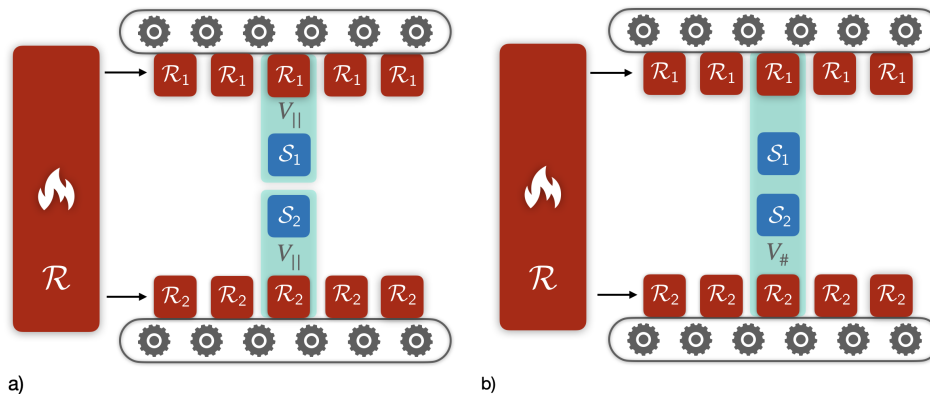 ℛ₁ ℛ₁ ℛ₁ ℛ₁ ℛ₁
V||
𝒮₁
𝒮₂
V||
ℛ
ℛ₂ ℛ₂ ℛ₂ ℛ₂ ℛ₂
a)
ℛ₁ ℛ₁ ℛ₁ ℛ₁ ℛ₁
𝒮₁
𝒮₂
V#
ℛ
ℛ₂ ℛ₂ ℛ₂ ℛ₂ ℛ₂
b)